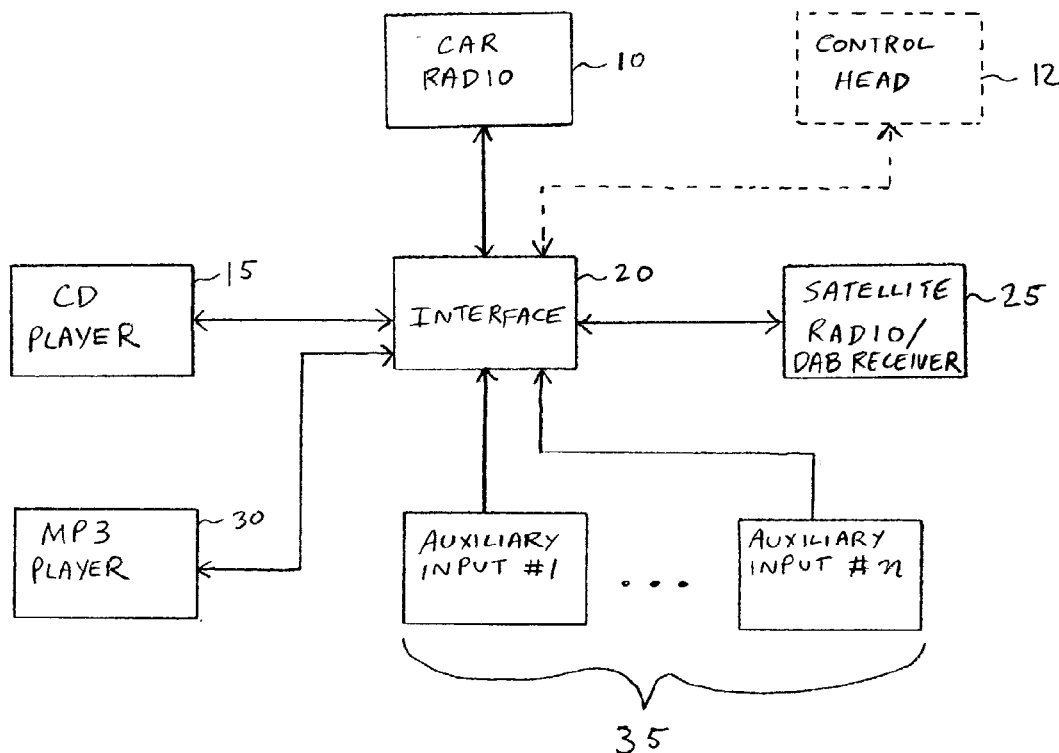 CAR
RADIO
10
CONTROL
HEAD
12
CD
PLAYER
15
INTERFACE
20
SATELLITE
RADIO/
DAB RECEIVER
25
MP3
PLAYER
30
AUXILIARY
INPUT #1
...
AUXILIARY
INPUT #n
35